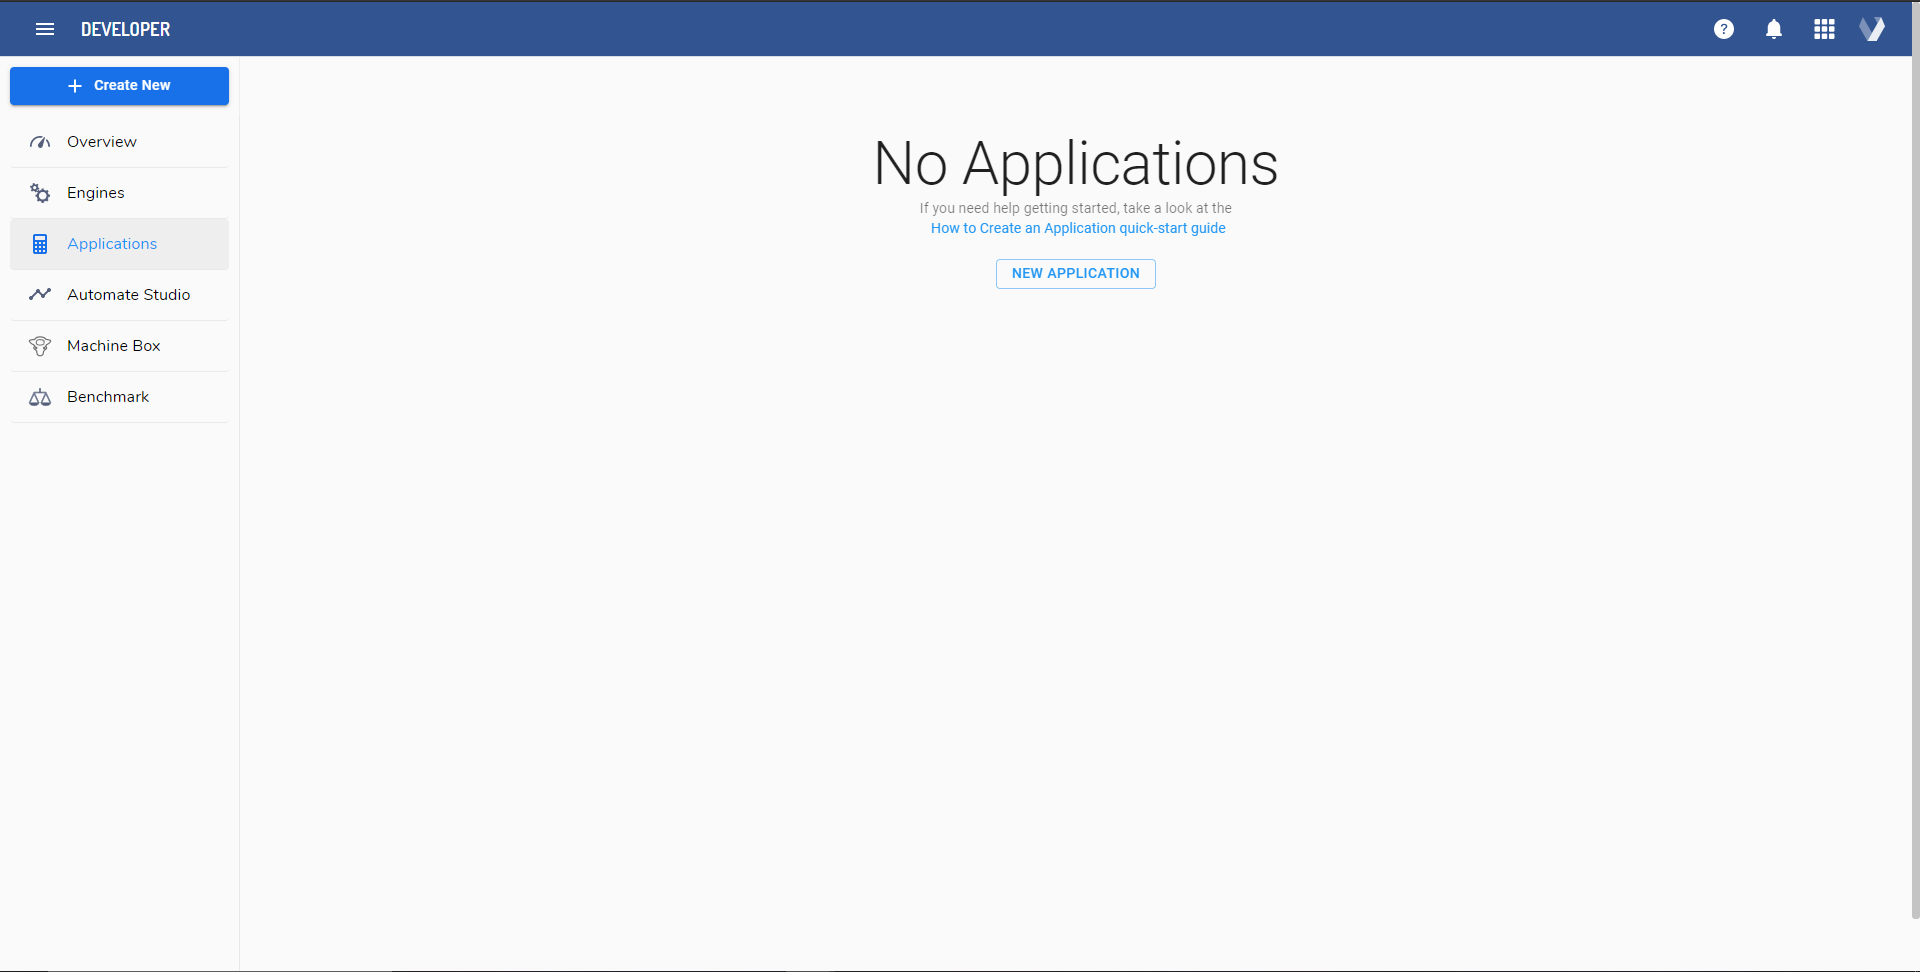 DEVELOPER
Create New
Overview
Engines
Applications
Automate Studio
Machine Box
Benchmark
No Applications
If you need help getting started, take a look at the
How to Create an Application quick-start guide
NEW APPLICATION